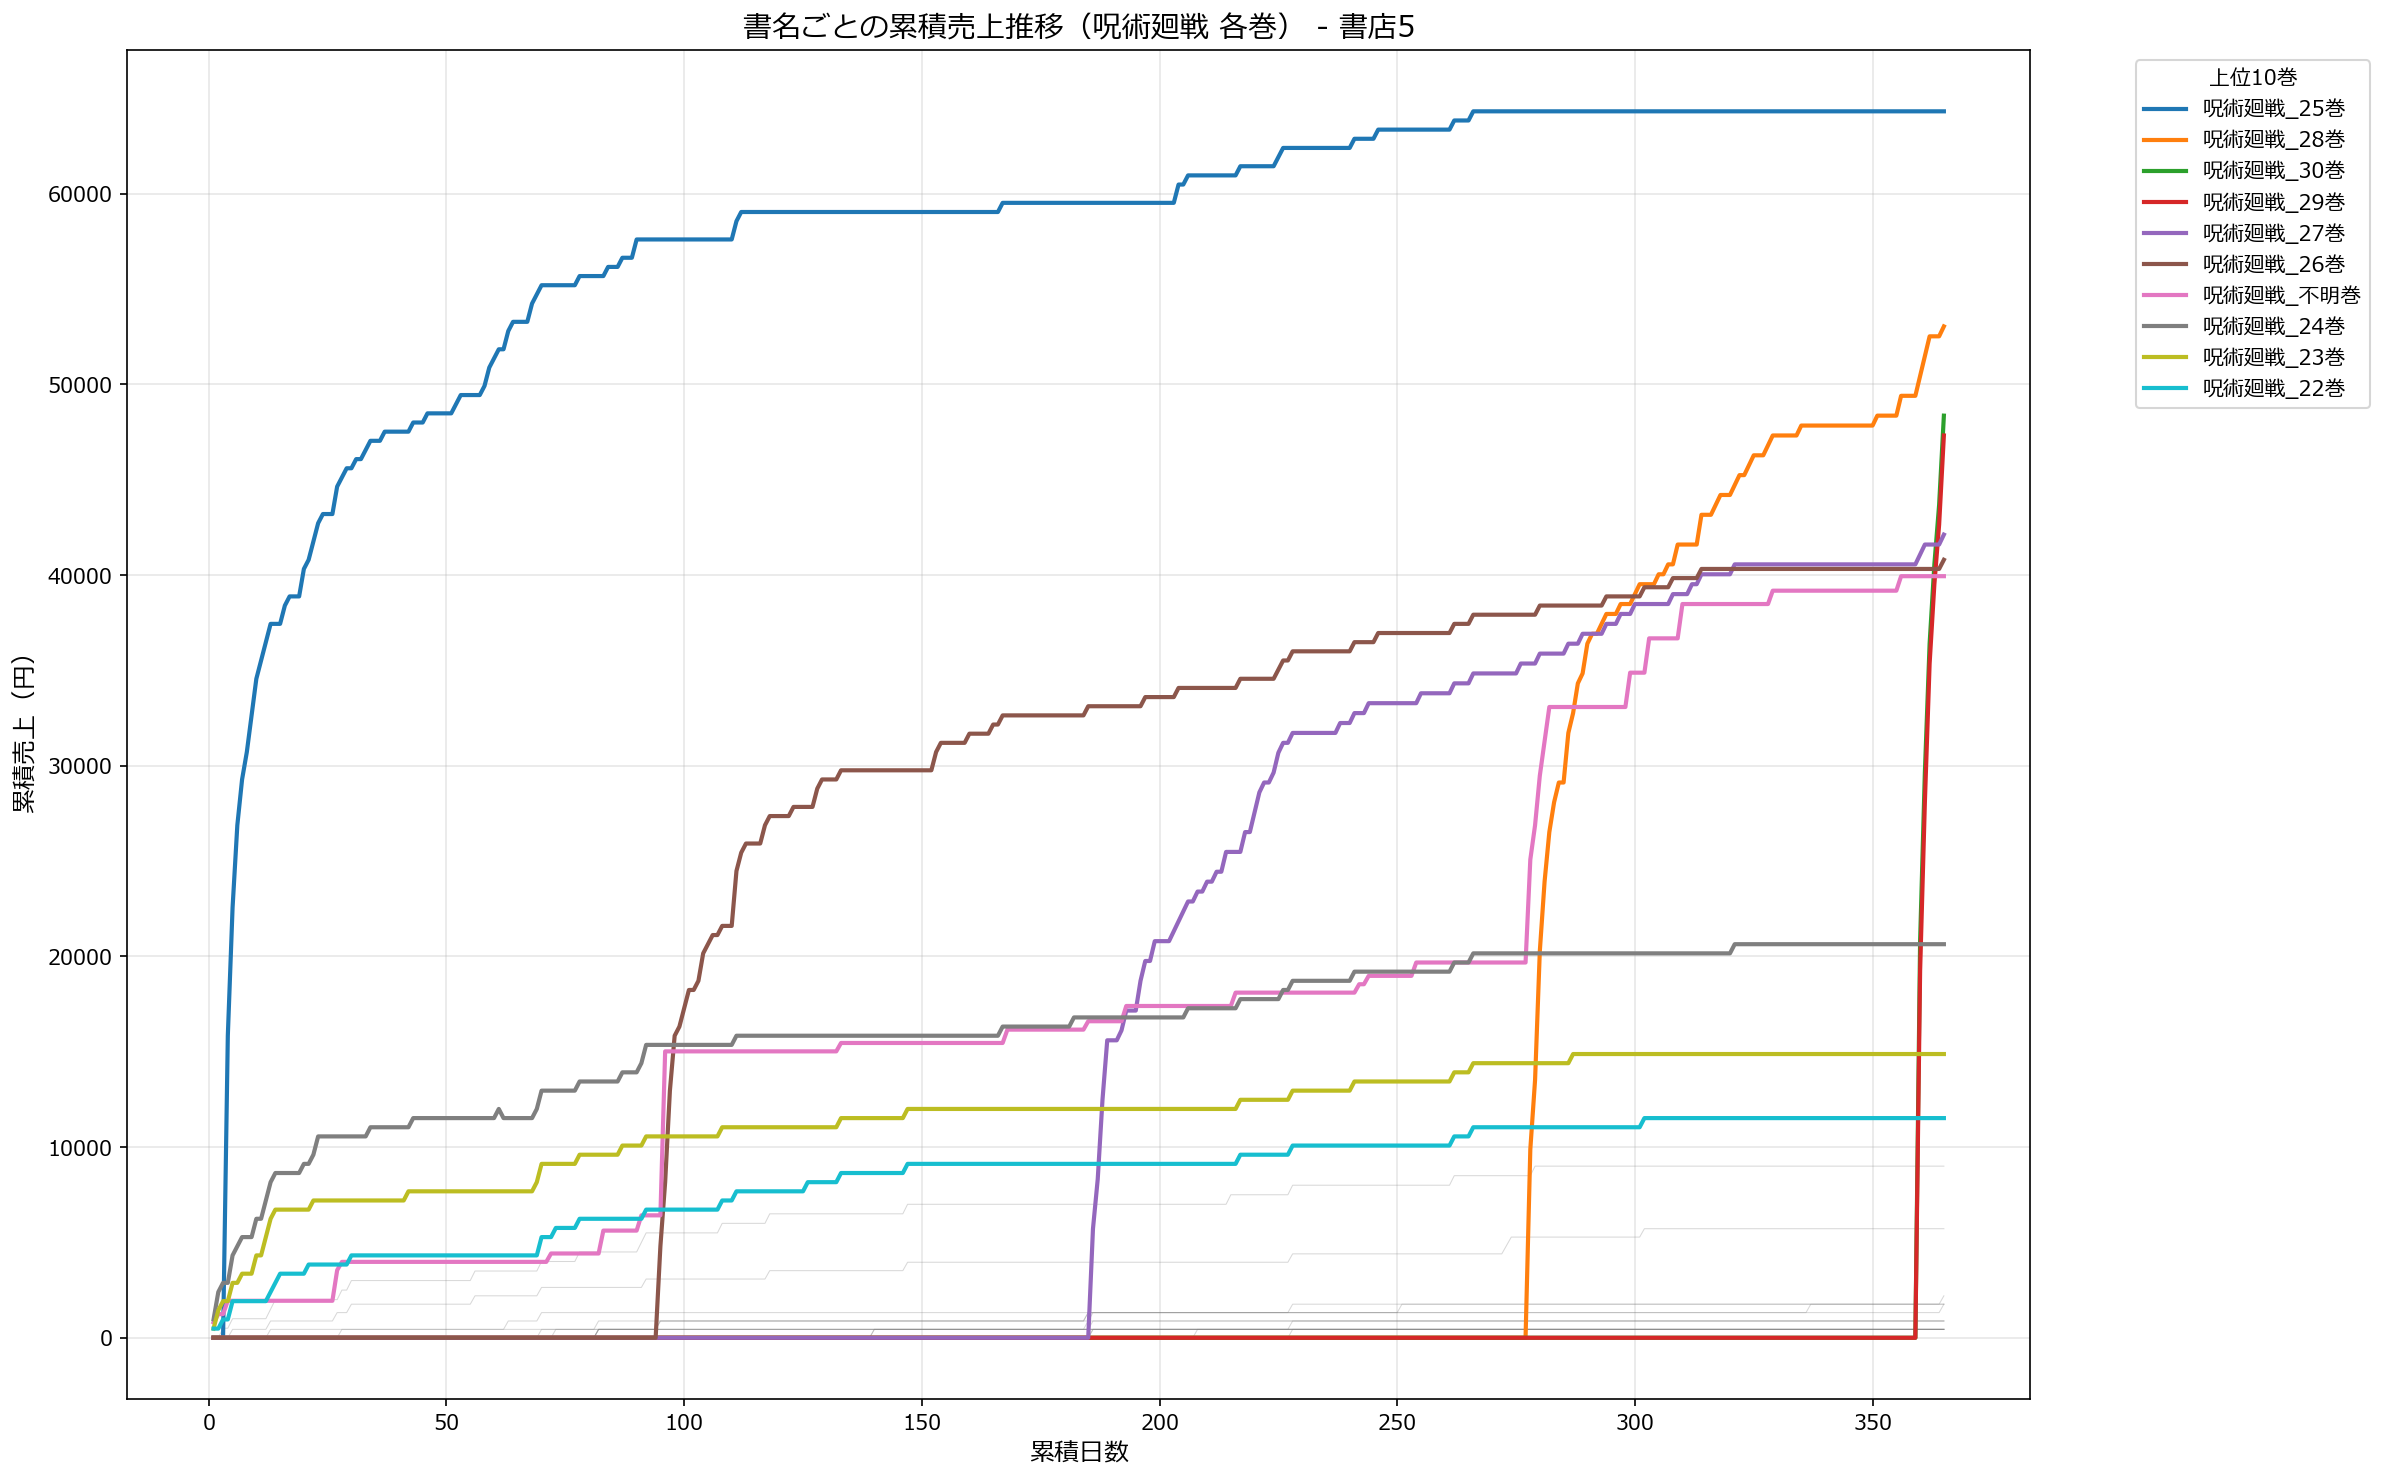 書名ごとの累積売上推移（呪術廻戦 各巻） - 書店5
累積売上（円）
60000
50000
40000
30000
20000
10000
0
0 50 100 150 200 250 300 350
累積日数
上位10巻
呪術廻戦_25巻
呪術廻戦_28巻
呪術廻戦_30巻
呪術廻戦_29巻
呪術廻戦_27巻
呪術廻戦_26巻
呪術廻戦_不明巻
呪術廻戦_24巻
呪術廻戦_23巻
呪術廻戦_22巻